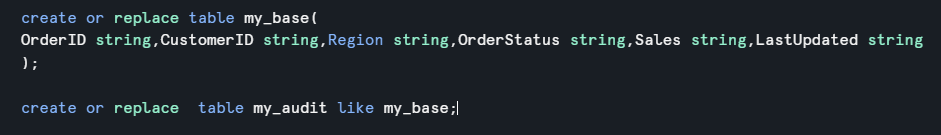 create or replace table my_base(
OrderID string,CustomerID string,Region string,OrderStatus string,Sales string,LastUpdated string
);
create or replace  table my_audit like my_base;